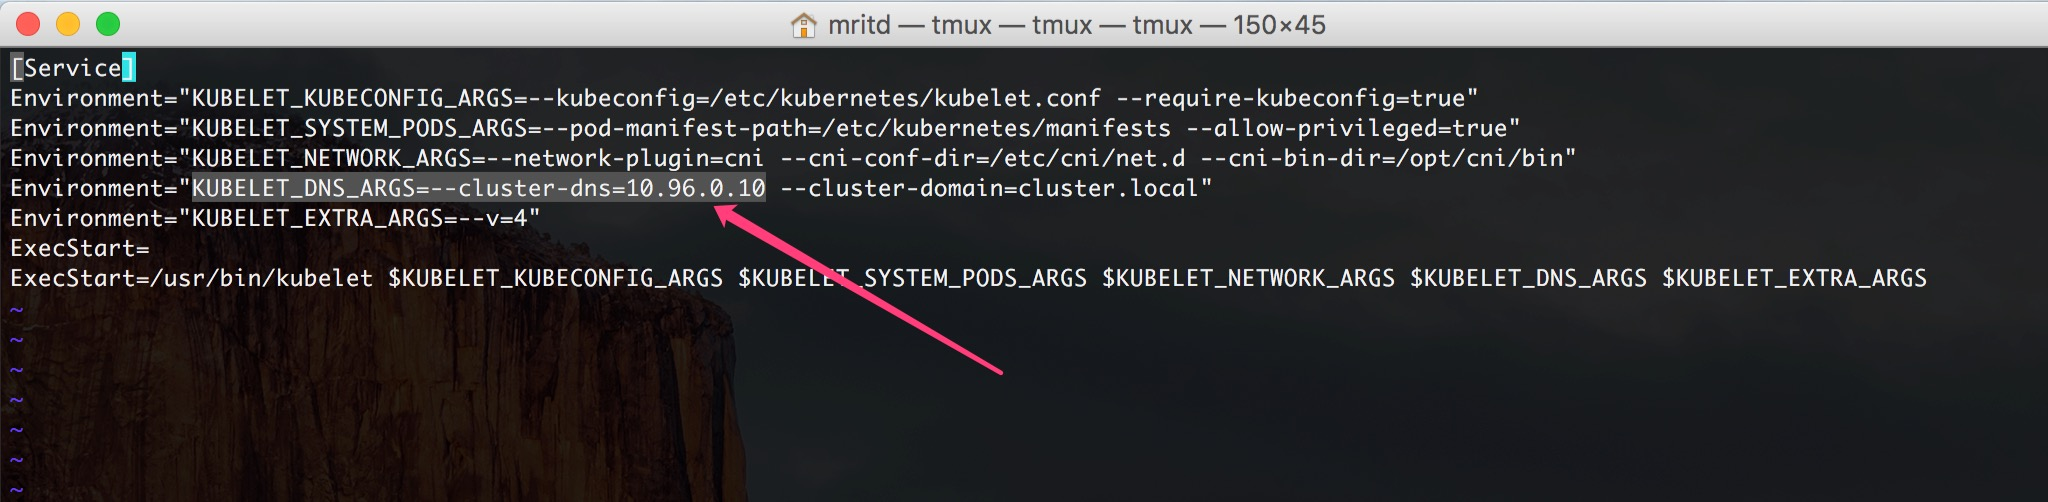 mritd — tmux — tmux — tmux — 150×45
[Service]
Environment="KUBELET_KUBECONFIG_ARGS=--kubeconfig=/etc/kubernetes/kubelet.conf --require-kubeconfig=true"
Environment="KUBELET_SYSTEM_PODS_ARGS=--pod-manifest-path=/etc/kubernetes/manifests --allow-privileged=true"
Environment="KUBELET_NETWORK_ARGS=--network-plugin=cni --cni-conf-dir=/etc/cni/net.d --cni-bin-dir=/opt/cni/bin"
Environment="KUBELET_DNS_ARGS=--cluster-dns=10.96.0.10 --cluster-domain=cluster.local"
Environment="KUBELET_EXTRA_ARGS=--v=4"
ExecStart=
ExecStart=/usr/bin/kubelet $KUBELET_KUBECONFIG_ARGS $KUBELET_SYSTEM_PODS_ARGS $KUBELET_NETWORK_ARGS $KUBELET_DNS_ARGS $KUBELET_EXTRA_ARGS
~
~
~
~
~
~
~